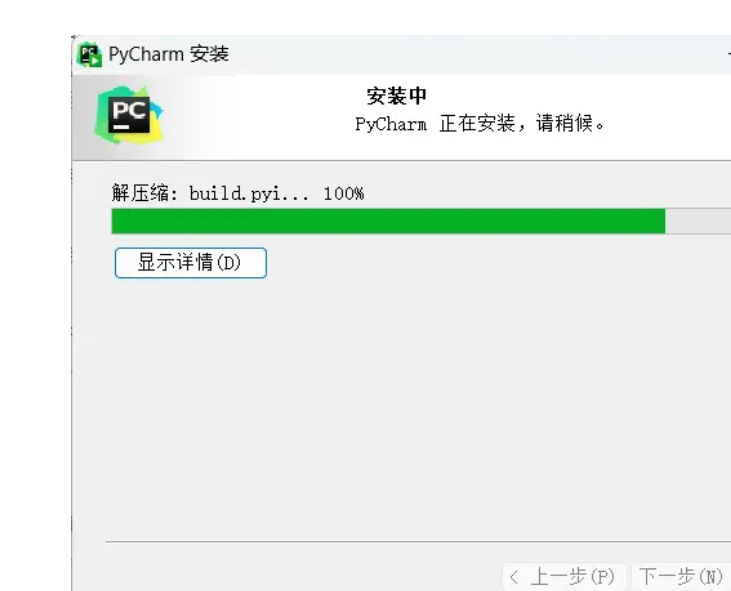 PyCharm 安装
PC
安装中
PyCharm 正在安装，请稍候。
解压缩: build.pyi... 100%
显示详情(D)
< 上一步(P)
下一步(N)